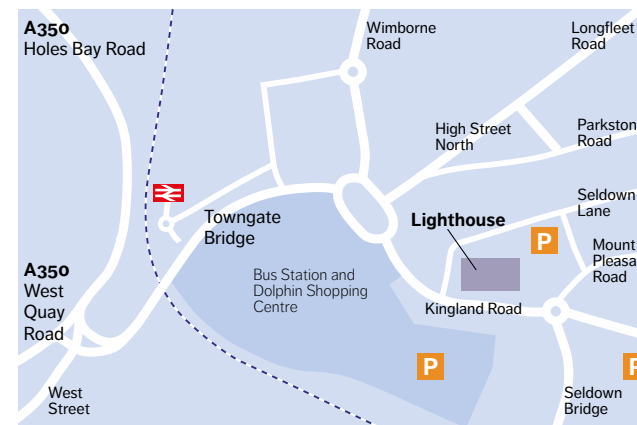 A350
Holes Bay Road
Wimborne
Road
Longfleet
Road
High Street
North
Parkston
Road
Seldown
Lane
Towngate
Bridge
Lighthouse
P
Mount
Pleasa
Road
A350
West
Quay
Road
Bus Station and
Dolphin Shopping
Centre
Kingland Road
P
P
West
Street
Seldown
Bridge